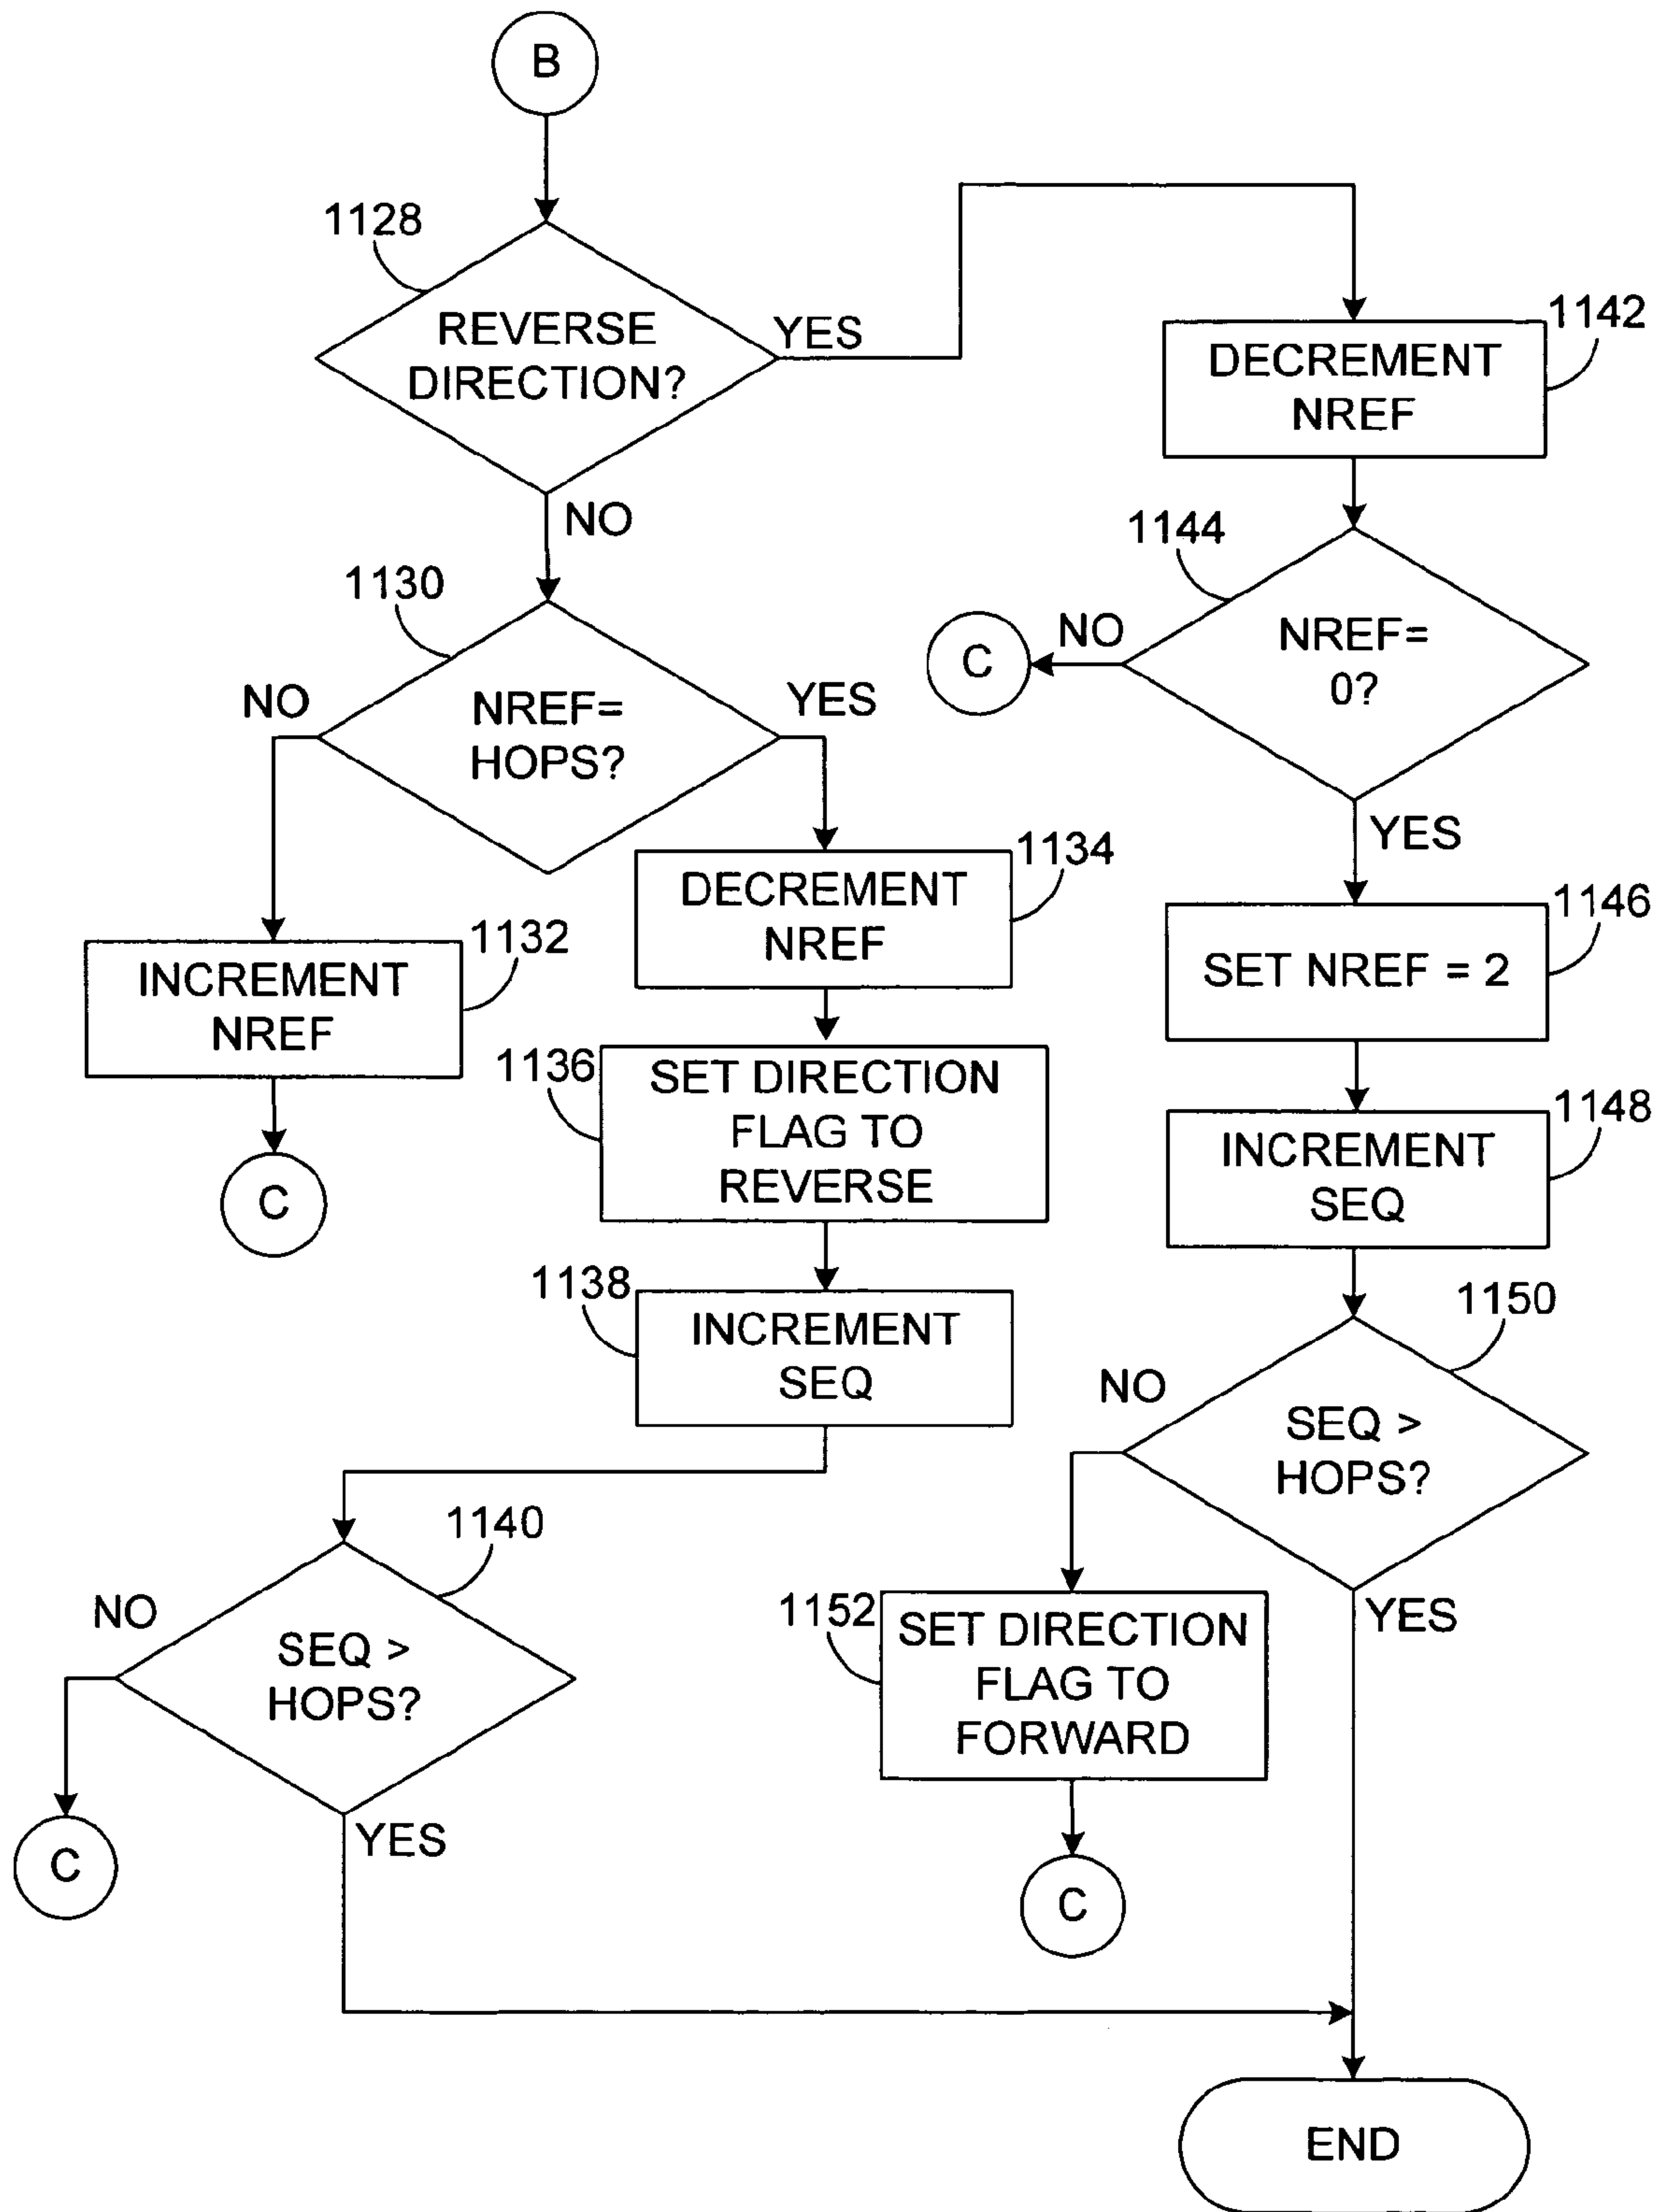 B
1128
REVERSE
DIRECTION?
YES
NO
1142
DECREMENT
NREF
1144
NREF=
0?
NO
C
YES
1130
NREF=
HOPS?
NO
YES
1132
INCREMENT
NREF
C
1134
DECREMENT
NREF
1136
SET DIRECTION
FLAG TO
REVERSE
1138
INCREMENT
SEQ
1140
SEQ >
HOPS?
NO
C
YES
1146
SET NREF = 2
1148
INCREMENT
SEQ
1150
SEQ >
HOPS?
NO
YES
1152
SET DIRECTION
FLAG TO
FORWARD
C
END